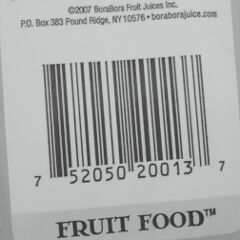 ©2007 BoraBora Fruit Juices Inc.
P.O. Box 383 Pound Ridge, NY 10576 • boraborajuice.com
7 52050 20013 7
FRUIT FOOD™